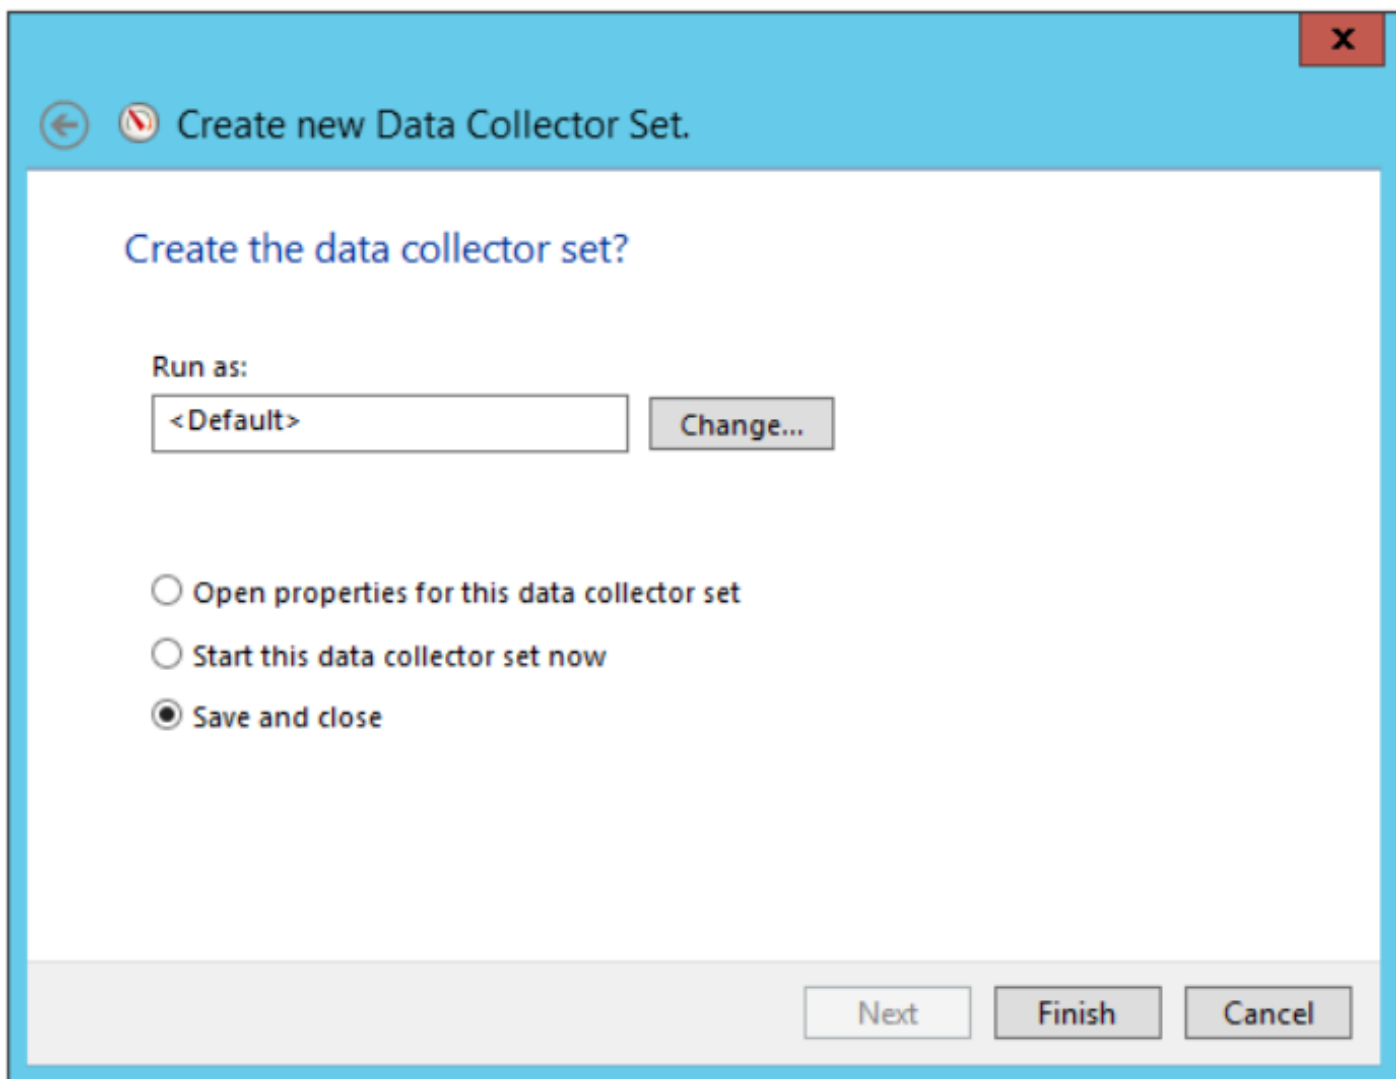 x
Create new Data Collector Set.
Create the data collector set?
Run as:
<Default>
Change...
Open properties for this data collector set
Start this data collector set now
Save and close
Next
Finish
Cancel